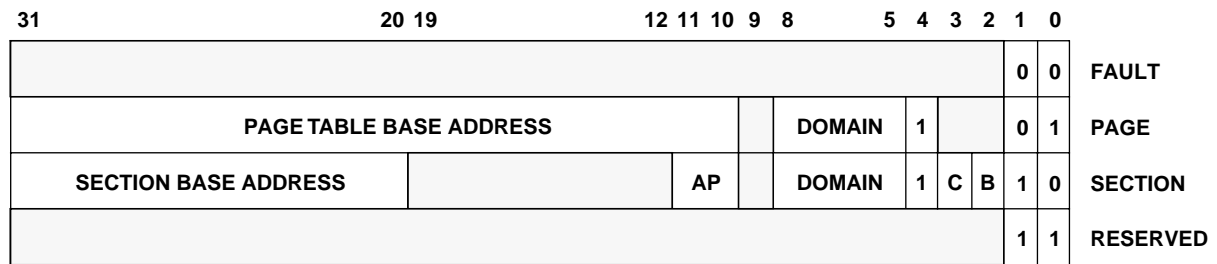 31 20 19 12 11 10 9 8 5 4 3 2 1 0
0 0 FAULT
PAGE TABLE BASE ADDRESS DOMAIN 1 0 1 PAGE
SECTION BASE ADDRESS AP DOMAIN 1 C B 1 0 SECTION
1 1 RESERVED